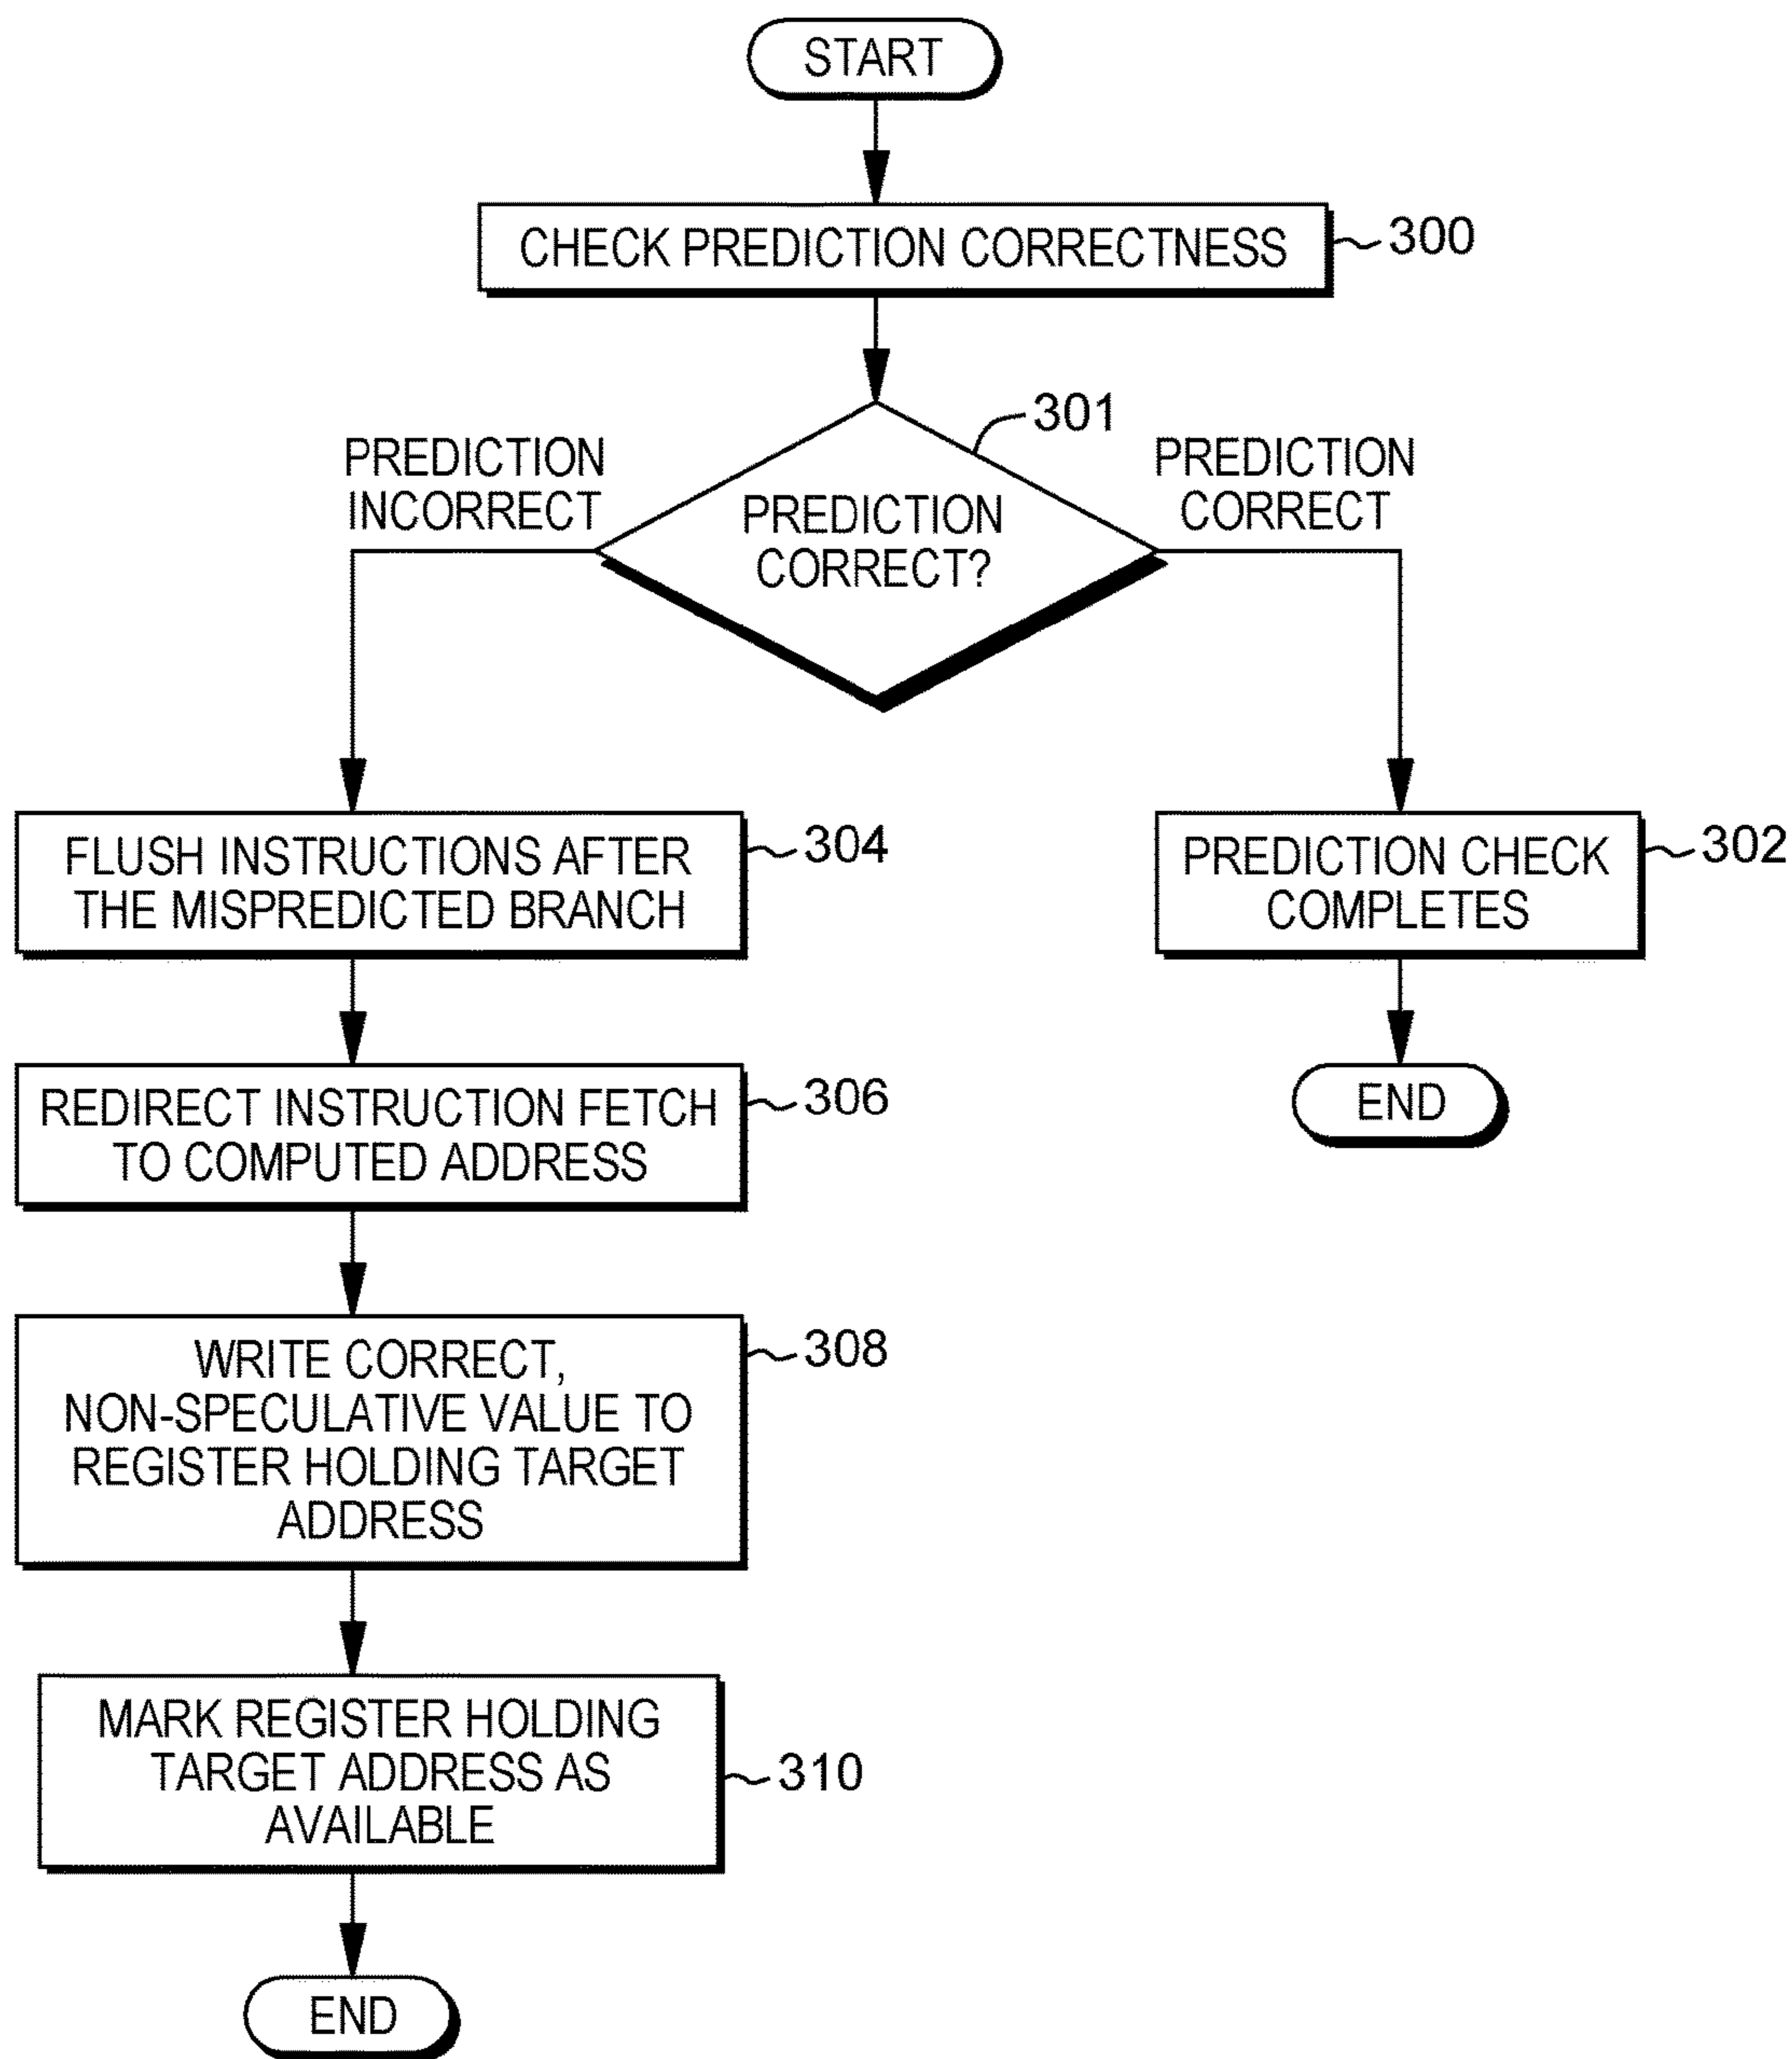 START
CHECK PREDICTION CORRECTNESS
300
301
PREDICTION
INCORRECT
PREDICTION
CORRECT?
PREDICTION
CORRECT
FLUSH INSTRUCTIONS AFTER
THE MISPREDICTED BRANCH
304
PREDICTION CHECK
COMPLETES
302
REDIRECT INSTRUCTION FETCH
TO COMPUTED ADDRESS
306
END
WRITE CORRECT,
NON-SPECULATIVE VALUE TO
REGISTER HOLDING TARGET
ADDRESS
308
MARK REGISTER HOLDING
TARGET ADDRESS AS
AVAILABLE
310
END